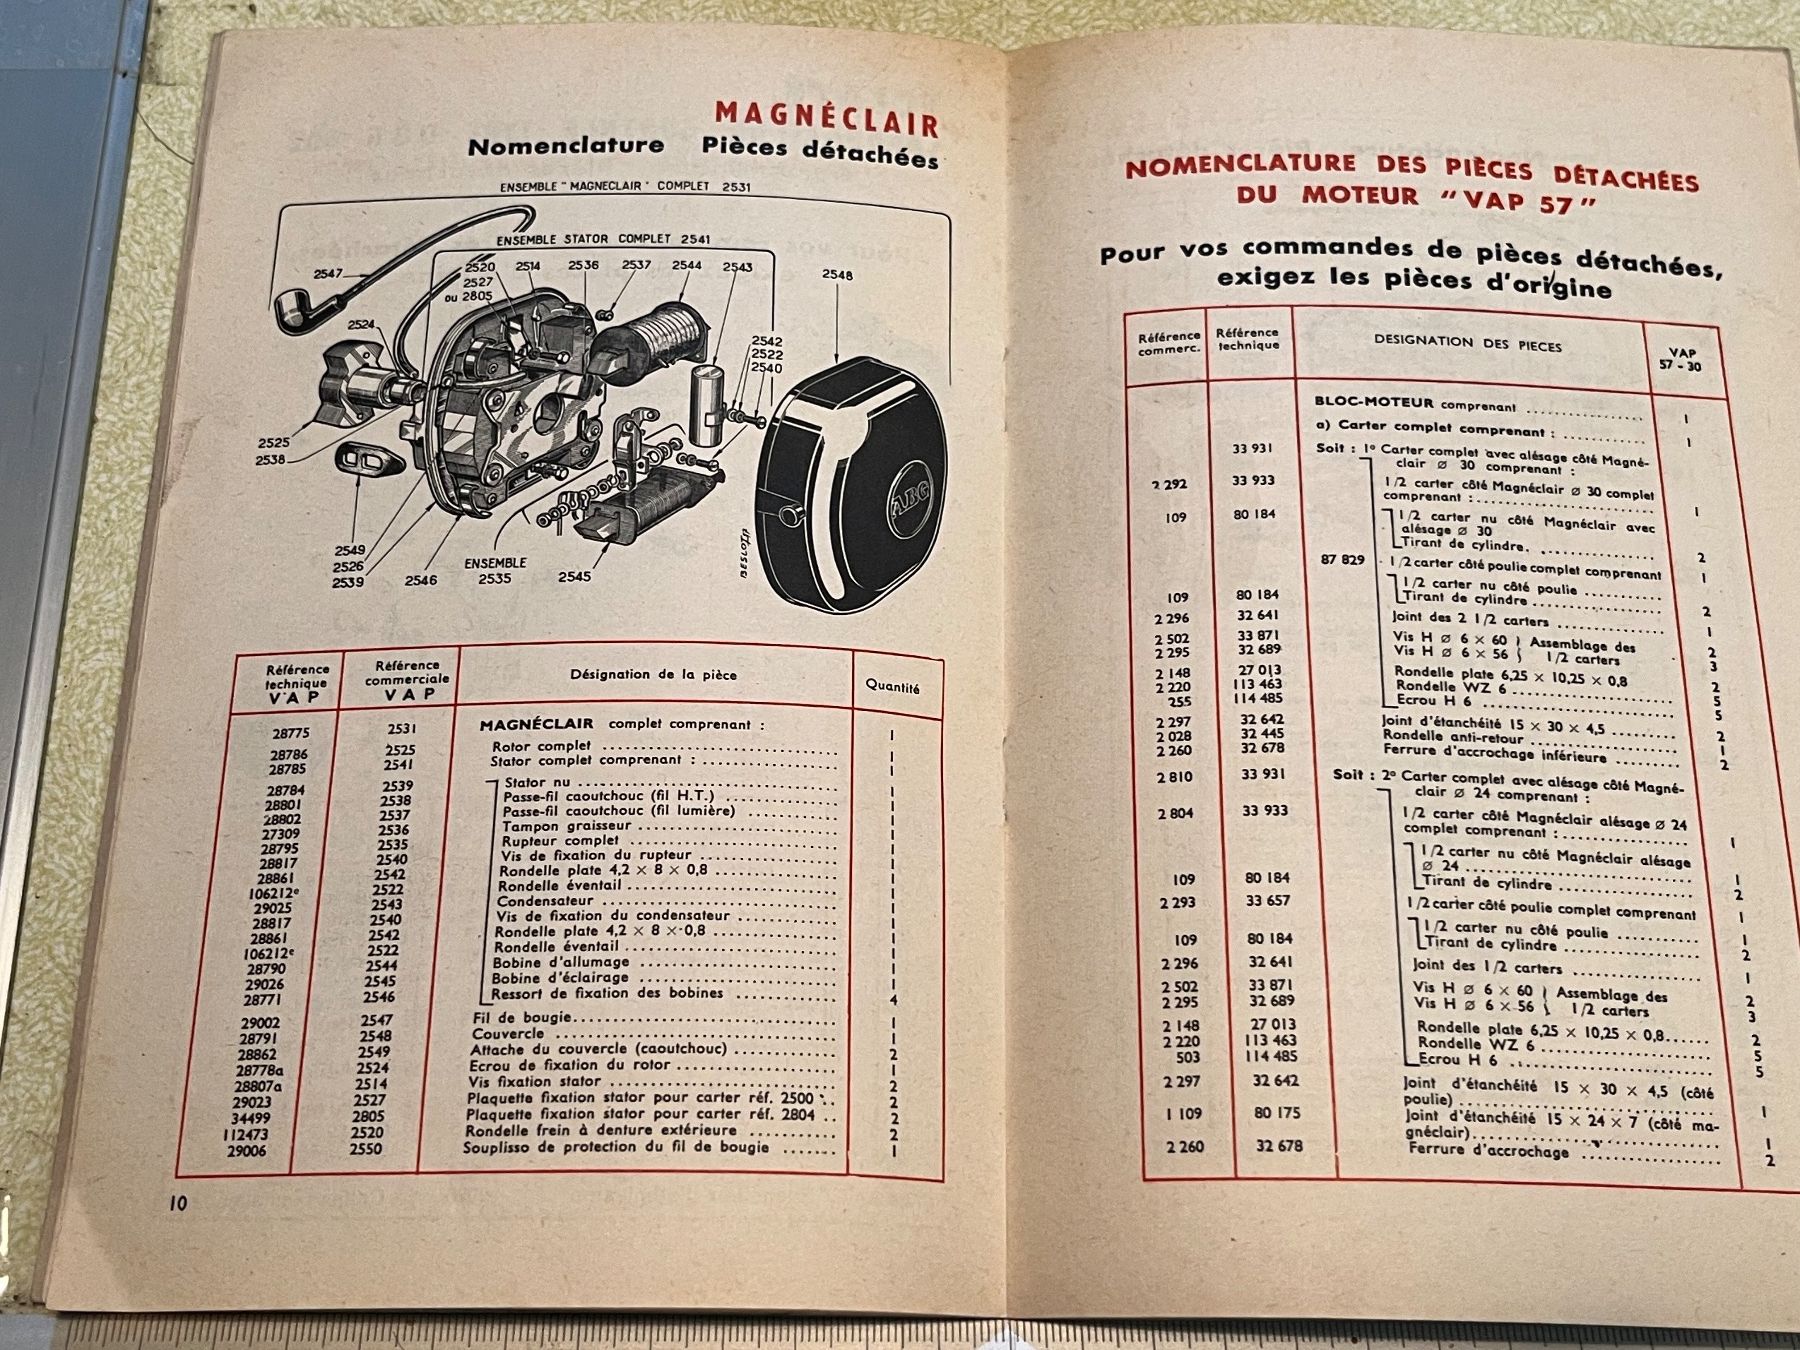 MAGNÉCLAIR
Nomenclature Pièces détachées
ENSEMBLE "MAGNECLAIR" COMPLET 2531
ENSEMBLE STATOR COMPLET 2541
2547
2520 2514 2536 2537 2544 2543
2527
ou 2805
2548
2524
2542
2522
2540
2525
2538
ABG
2549
2526
2539
2546
ENSEMBLE
2535
2545
BESLOIN
Référence technique VAP | Référence commerciale VAP | Désignation de la pièce | Quantité
28775 2531 MAGNÉCLAIR complet comprenant : 1
28786 2525 Rotor complet 1
28785 2541 Stator complet comprenant : 1
28784 2539 Stator nu 1
28801 2538 Passe-fil caoutchouc (fil H.T.) 1
28802 2537 Passe-fil caoutchouc (fil lumière) 1
27309 2536 Tampon graisseur 1
28795 2535 Rupteur complet 1
28817 2540 Vis de fixation du rupteur 1
28861 2542 Rondelle plate 4,2 × 8 × 0,8 1
106212e 2522 Rondelle éventail 1
29025 2543 Condensateur 1
28817 2540 Vis de fixation du condensateur 1
28861 2542 Rondelle plate 4,2 × 8 × 0,8 1
106212e 2522 Rondelle éventail 1
28790 2544 Bobine d'allumage 1
29026 2545 Bobine d'éclairage 1
28771 2546 Ressort de fixation des bobines 4
29002 2547 Fil de bougie 1
28791 2548 Couvercle 1
28862 2549 Attache du couvercle (caoutchouc) 2
28778a 2524 Ecrou de fixation du rotor 1
28807a 2514 Vis fixation stator 2
29023 2527 Plaquette fixation stator pour carter réf. 2500 2
34499 2805 Plaquette fixation stator pour carter réf. 2804 2
112473 2520 Rondelle frein à denture extérieure 2
29006 2550 Souplisso de protection du fil de bougie 1
10
NOMENCLATURE DES PIÈCES DÉTACHÉES
DU MOTEUR "VAP 57"
Pour vos commandes de pièces détachées,
exigez les pièces d'origine
Référence commerc. | Référence technique | DESIGNATION DES PIECES | VAP 57 - 30
BLOC-MOTEUR comprenant 1
a) Carter complet comprenant : 1
33 931 Soit : 1° Carter complet avec alésage côté Magné-
clair ø 30 comprenant :
2 292 33 933 1/2 carter côté Magnéclair ø 30 complet
comprenant : 1
109 80 184 1/2 carter nu côté Magnéclair avec
alésage ø 30
Tirant de cylindre. 2
87 829 1/2 carter côté poulie complet comprenant 1
1/2 carter nu côté poulie
109 80 184 Tirant de cylindre 2
2 296 32 641 Joint des 2 1/2 carters 1
2 502 33 871 Vis H ø 6 × 60 } Assemblage des 2
2 295 32 689 Vis H ø 6 × 56 } 1/2 carters 3
2 148 27 013 Rondelle plate 6,25 × 10,25 × 0,8 2
2 220 113 463 Rondelle WZ 6 5
255 114 485 Ecrou H 6 5
2 297 32 642 Joint d'étanchéité 15 × 30 × 4,5 2
2 028 32 445 Rondelle anti-retour 1
2 260 32 678 Ferrure d'accrochage inférieure 2
2 810 33 931 Soit : 2° Carter complet avec alésage côté Magné-
clair ø 24 comprenant :
2 804 33 933 1/2 carter côté Magnéclair alésage ø 24
complet comprenant : 1
1/2 carter nu côté Magnéclair alésage
ø 24 1
109 80 184 Tirant de cylindre 2
2 293 33 657 1/2 carter côté poulie complet comprenant 1
1/2 carter nu côté poulie 1
109 80 184 Tirant de cylindre 2
2 296 32 641 Joint des 1/2 carters 1
2 502 33 871 Vis H ø 6 × 60 } Assemblage des 2
2 295 32 689 Vis H ø 6 × 56 } 1/2 carters 3
2 148 27 013 Rondelle plate 6,25 × 10,25 × 0,8 2
2 220 113 463 Rondelle WZ 6 5
503 114 485 Ecrou H 6 5
2 297 32 642 Joint d'étanchéité 15 × 30 × 4,5 (côté
poulie) 1
1 109 80 175 Joint d'étanchéité 15 × 24 × 7 (côté ma-
gnéclair) 1
2 260 32 678 Ferrure d'accrochage 2